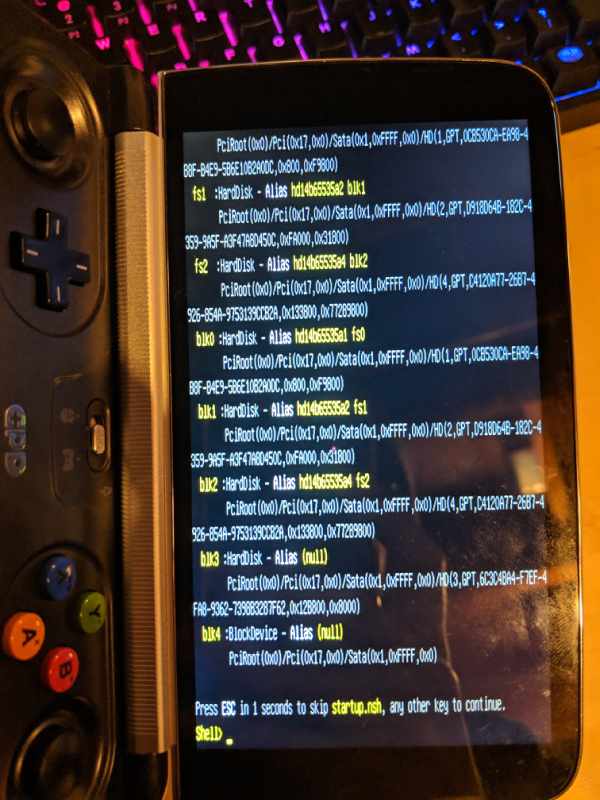 PciRoot(0x0)/Pci(0x17,0x0)/Sata(0x1,0xFFFF,0x0)/HD(1,GPT,0CB530CA-EA98-4
B8F-B4E9-5B6E10B2A0DC,0x800,0xF9800)
fs1 :HardDisk - Alias hd14b65535a2 blk1
PciRoot(0x0)/Pci(0x17,0x0)/Sata(0x1,0xFFFF,0x0)/HD(2,GPT,D918D64B-182C-4
359-9A5F-A3F47A8D450C,0xFA000,0x31800)
fs2 :HardDisk - Alias hd14b65535a4 blk2
PciRoot(0x0)/Pci(0x17,0x0)/Sata(0x1,0xFFFF,0x0)/HD(4,GPT,C4120A77-26B7-4
926-854A-9753139CCB2A,0x133800,0x77289800)
blk0 :HardDisk - Alias hd14b65535a1 fs0
PciRoot(0x0)/Pci(0x17,0x0)/Sata(0x1,0xFFFF,0x0)/HD(1,GPT,0CB530CA-EA98-4
B8F-B4E9-5B6E10B2A0DC,0x800,0xF9800)
blk1 :HardDisk - Alias hd14b65535a2 fs1
PciRoot(0x0)/Pci(0x17,0x0)/Sata(0x1,0xFFFF,0x0)/HD(2,GPT,D918D64B-182C-4
359-9A5F-A3F47A8D450C,0xFA000,0x31800)
blk2 :HardDisk - Alias hd14b65535a4 fs2
PciRoot(0x0)/Pci(0x17,0x0)/Sata(0x1,0xFFFF,0x0)/HD(4,GPT,C4120A77-26B7-4
926-854A-9753139CCB2A,0x133800,0x77289800)
blk3 :HardDisk - Alias (null)
PciRoot(0x0)/Pci(0x17,0x0)/Sata(0x1,0xFFFF,0x0)/HD(3,GPT,6C3C4BA4-F7EF-4
FA8-9362-7398B3287F62,0x12B800,0x8000)
blk4 :BlockDevice - Alias (null)
PciRoot(0x0)/Pci(0x17,0x0)/Sata(0x1,0xFFFF,0x0)
Press ESC in 1 seconds to skip startup.nsh, any other key to continue.
Shell> _
X
Y
A
B